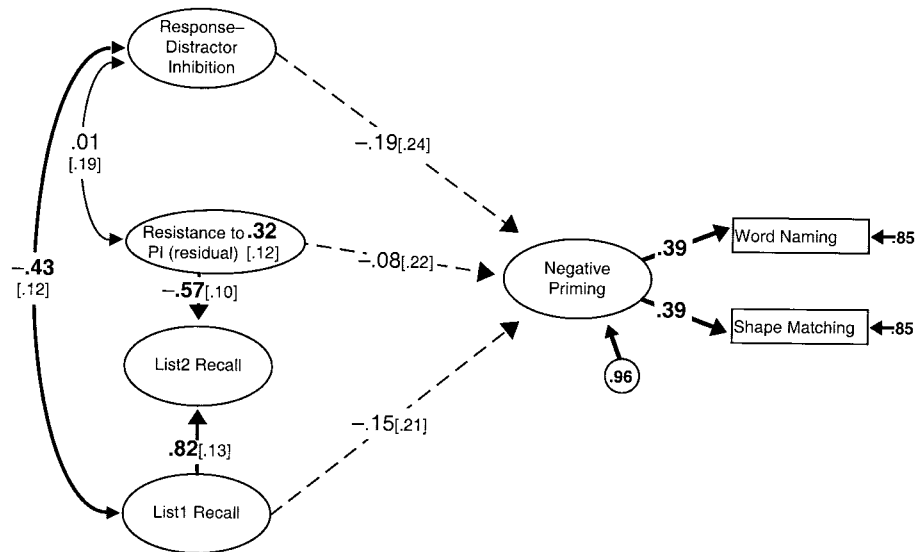 Response–
Distractor
Inhibition
–.19[.24]
.01
[.19]
Resistance to .32
PI (residual) [.12]
–.08[.22]
–.43
[.12]
–.57[.10]
List2 Recall
.82[.13]
List1 Recall
–.15[.21]
Negative
Priming
.96
.39
Word Naming
.85
.39
Shape Matching
.85